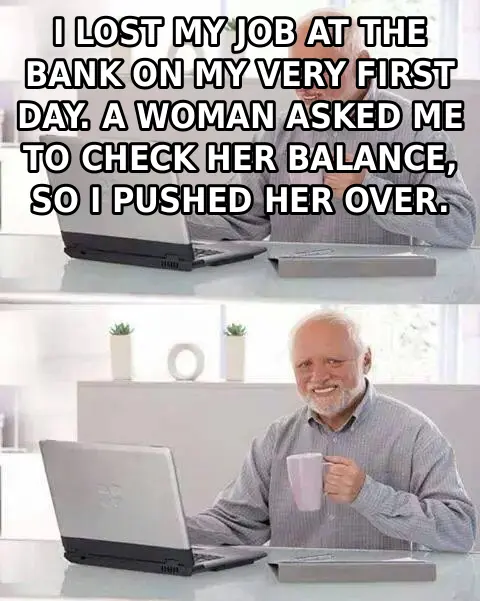 I LOST MY JOB AT THE
BANK ON MY VERY FIRST
DAY. A WOMAN ASKED ME
TO CHECK HER BALANCE,
SO I PUSHED HER OVER.